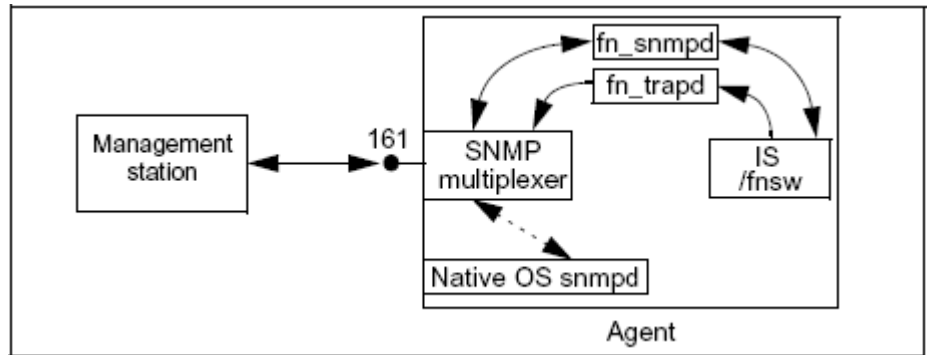 fn_snmpd
fn_trapd
161
Management
station
SNMP
multiplexer
IS
/fnsw
Native OS snmpd
Agent